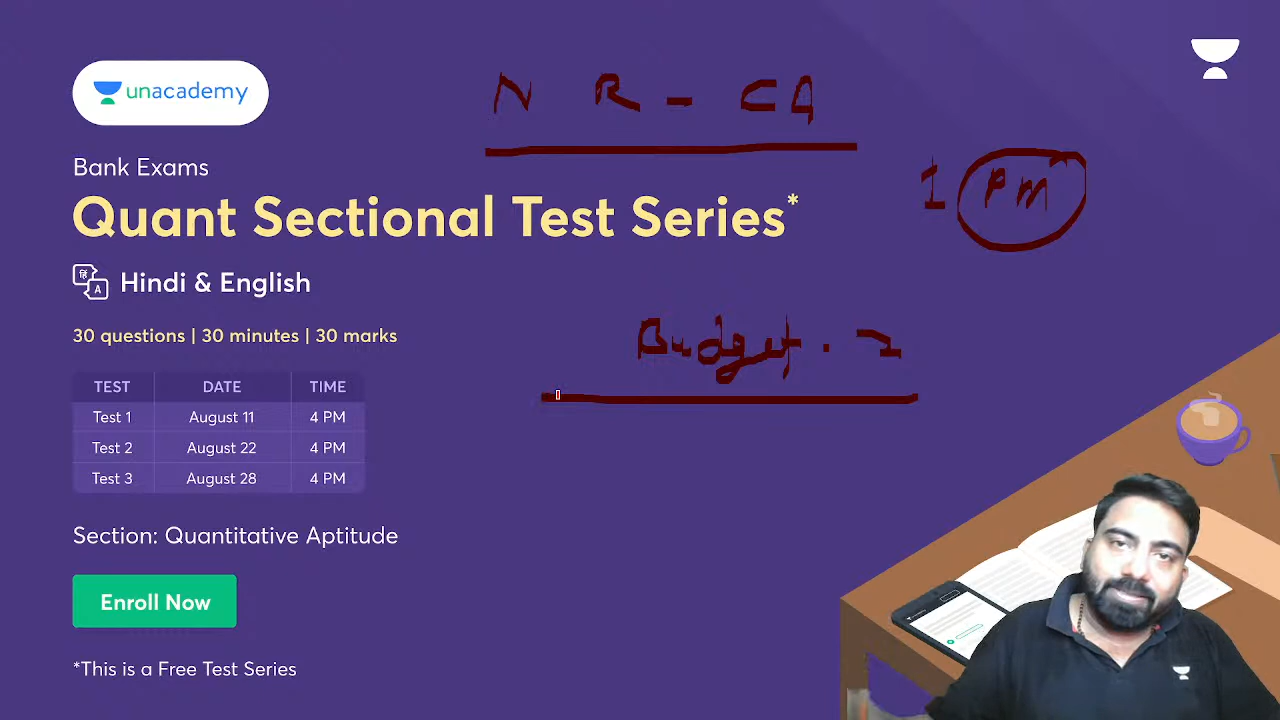 unacademy
N R - CA
Bank Exams
Quant Sectional Test Series*
1 PM
हिं A Hindi & English
30 questions | 30 minutes | 30 marks
Budget . 2
TEST DATE TIME
Test 1 August 11 4 PM
Test 2 August 22 4 PM
Test 3 August 28 4 PM
Section: Quantitative Aptitude
Enroll Now
*This is a Free Test Series